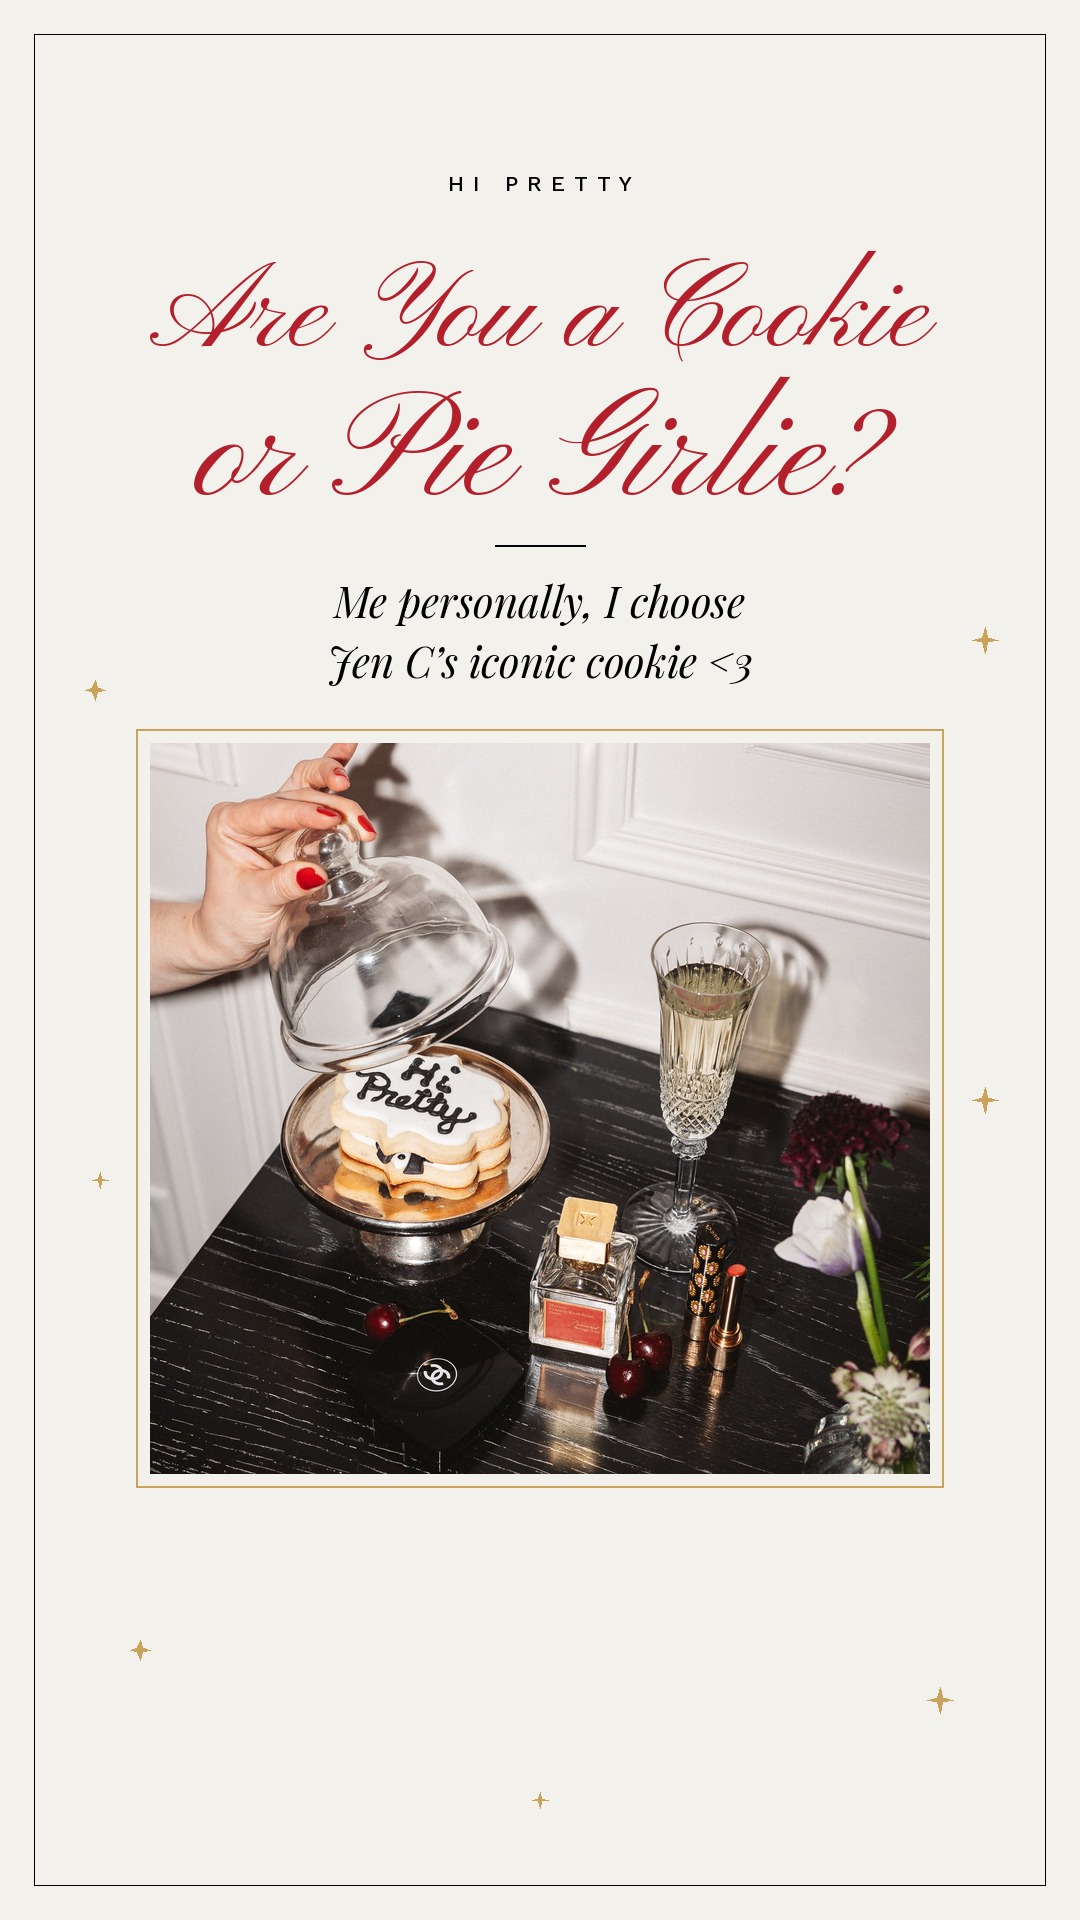 HI PRETTY
Are You a Cookie
or Pie Girlie?
Me personally, I choose
Jen C’s iconic cookie <3
Hi
Pretty